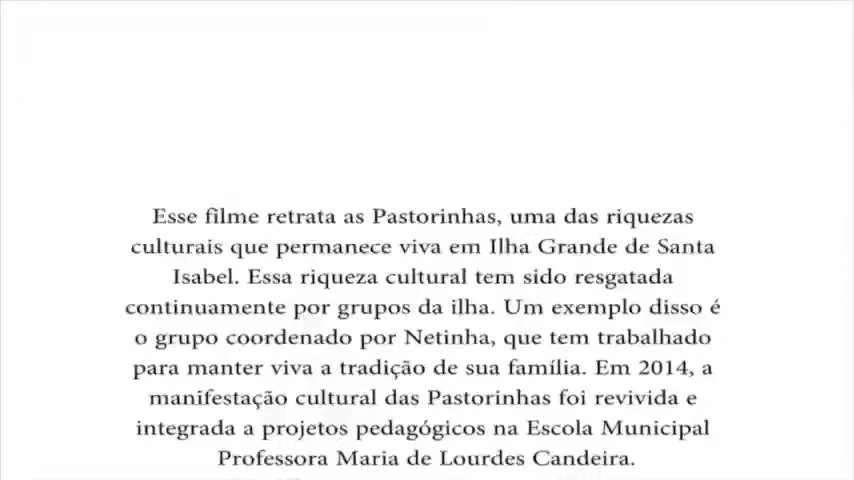 Esse filme retrata as Pastorinhas, uma das riquezas
culturais que permanece viva em Ilha Grande de Santa
Isabel. Essa riqueza cultural tem sido resgatada
continuamente por grupos da ilha. Um exemplo disso é
o grupo coordenado por Netinha, que tem trabalhado
para manter viva a tradição de sua família. Em 2014, a
manifestação cultural das Pastorinhas foi revivida e
integrada a projetos pedagógicos na Escola Municipal
Professora Maria de Lourdes Candeira.